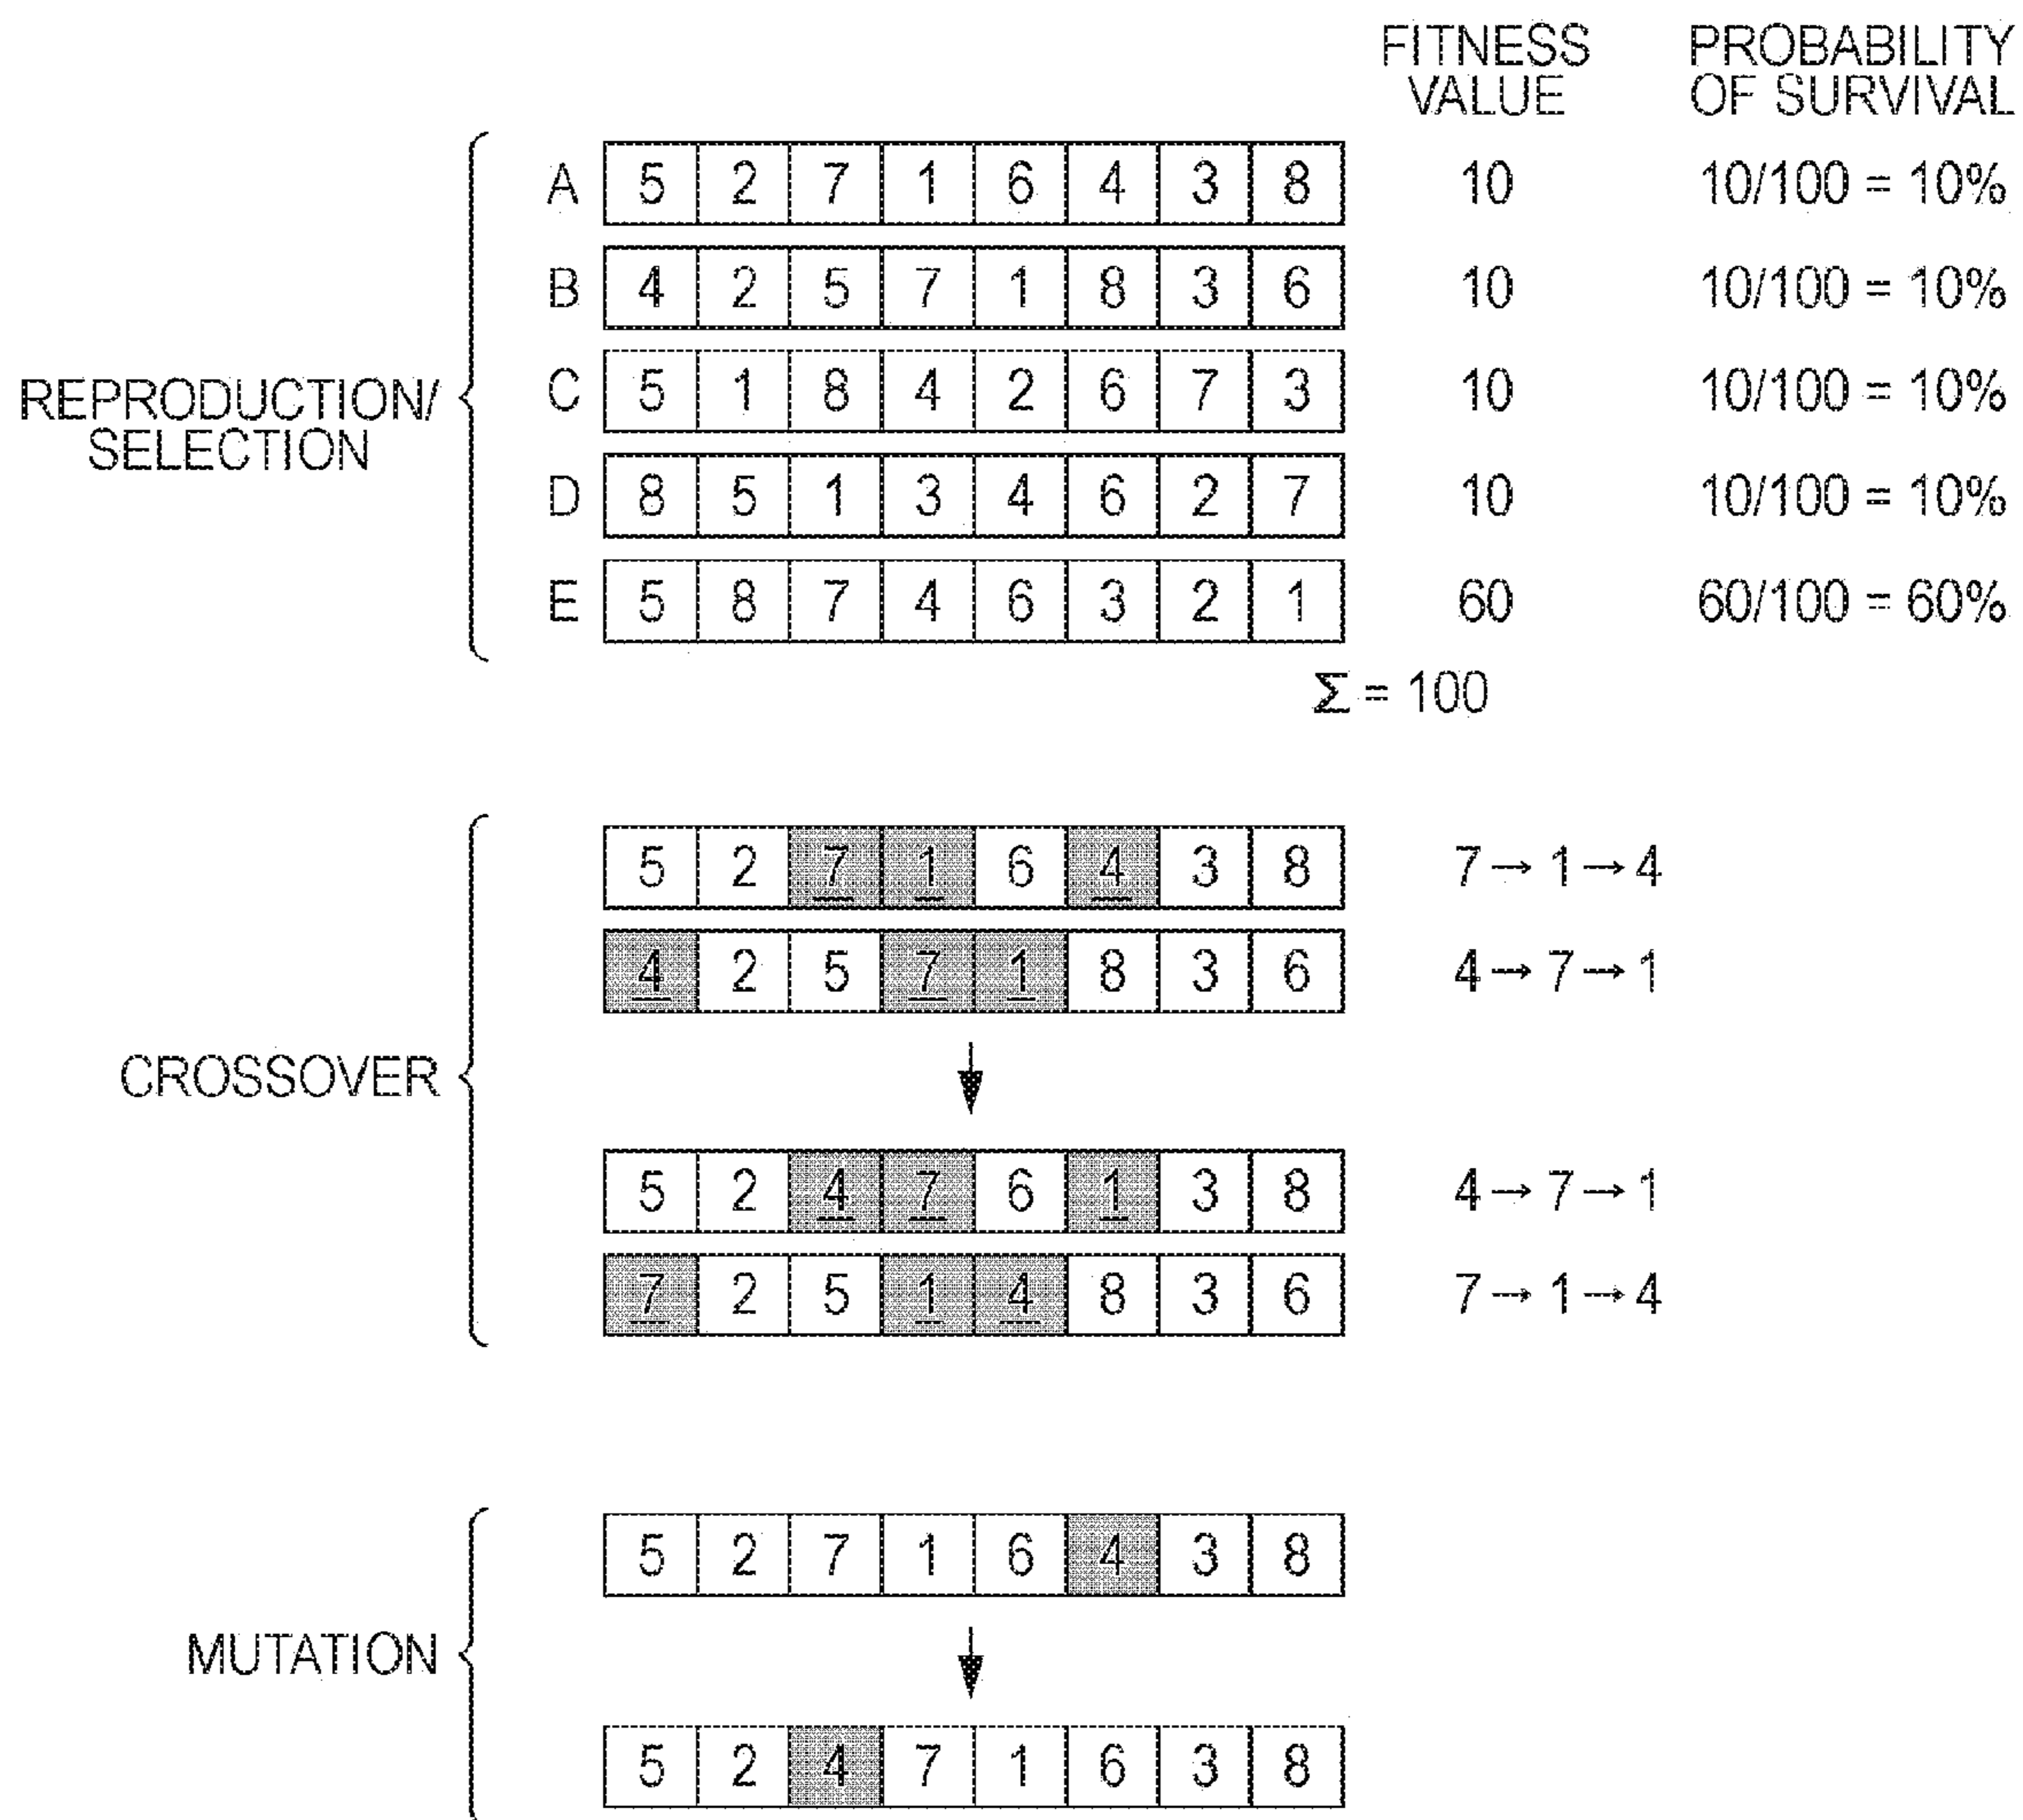 FITNESS VALUE
PROBABILITY OF SURVIVAL
REPRODUCTION/
SELECTION
A 5 2 7 1 6 4 3 8 10 10/100 = 10%
B 4 2 5 7 1 8 3 6 10 10/100 = 10%
C 5 1 8 4 2 6 7 3 10 10/100 = 10%
D 8 5 1 3 4 6 2 7 10 10/100 = 10%
E 5 8 7 4 6 3 2 1 60 60/100 = 60%
Σ = 100
CROSSOVER
5 2 7 1 6 4 3 8 7 → 1 → 4
4 2 5 7 1 8 3 6 4 → 7 → 1
5 2 4 7 6 1 3 8 4 → 7 → 1
7 2 5 1 4 8 3 6 7 → 1 → 4
MUTATION
5 2 7 1 6 4 3 8
5 2 4 7 1 6 3 8